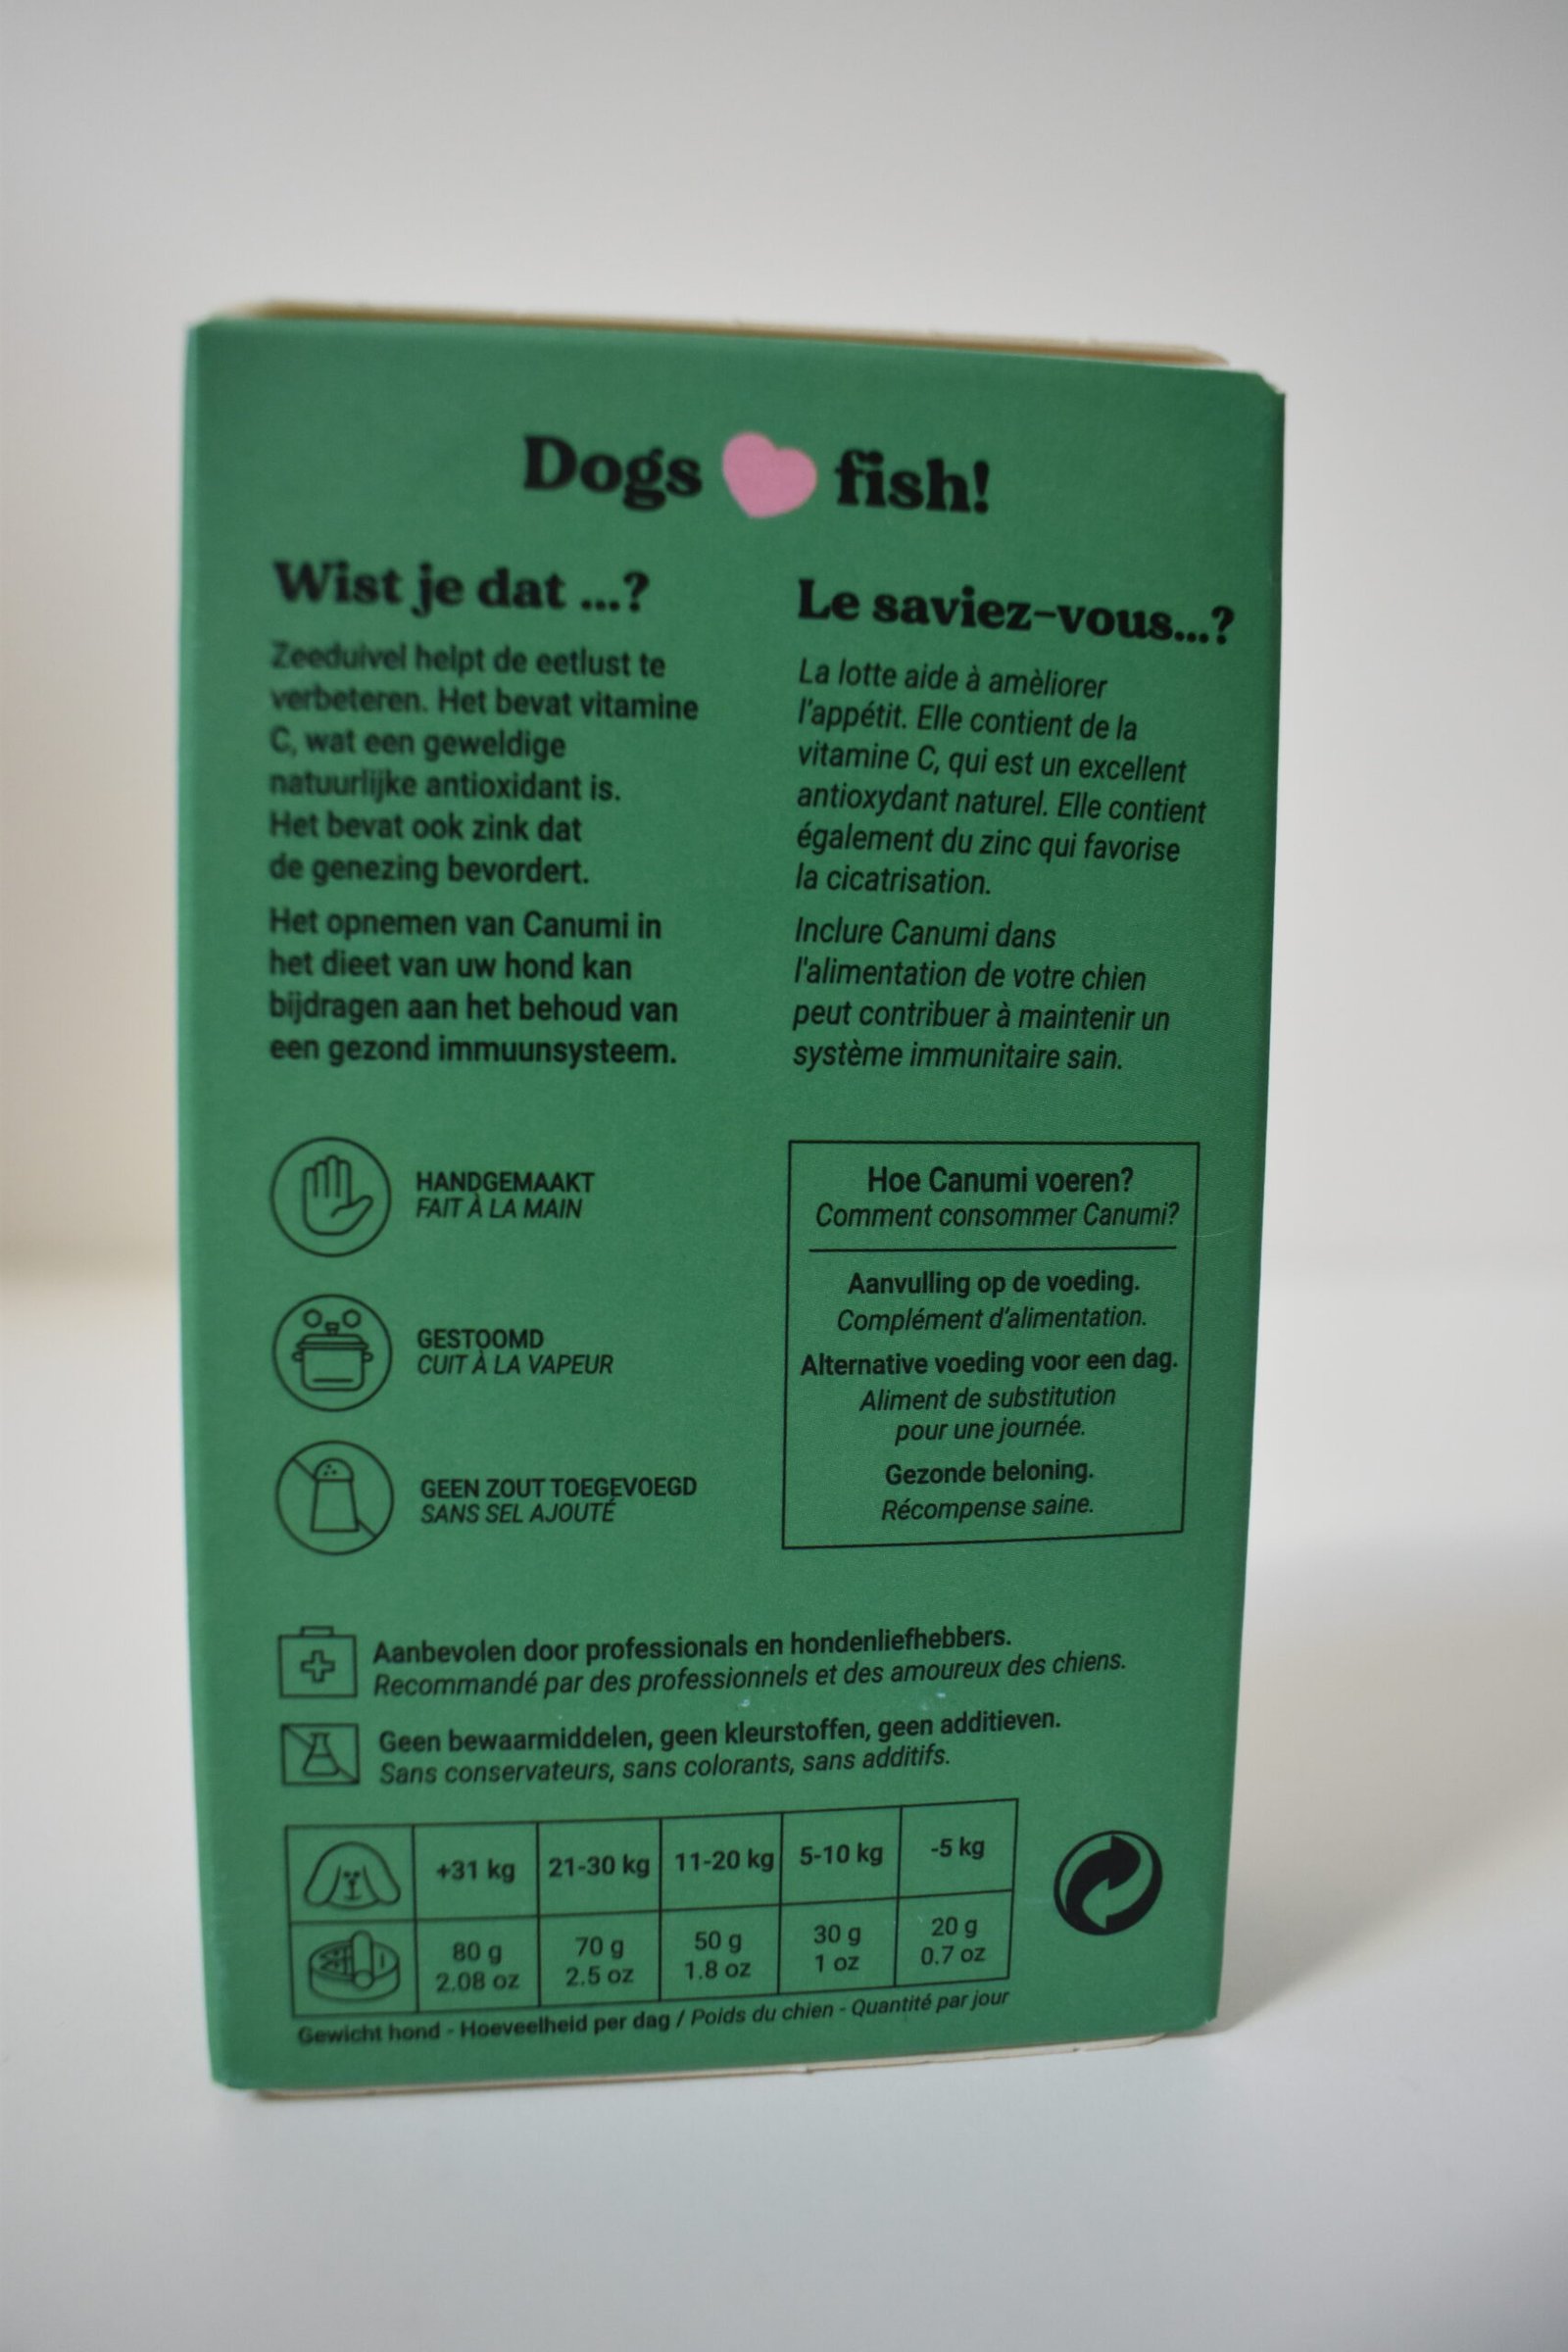 Dogs fish!
Wist je dat ...?
Zeeduivel helpt de eetlust te
verbeteren. Het bevat vitamine
C, wat een geweldige
natuurlijke antioxidant is.
Het bevat ook zink dat
de genezing bevordert.
Het opnemen van Canumi in
het dieet van uw hond kan
bijdragen aan het behoud van
een gezond immuunsysteem.
Le saviez-vous...?
La lotte aide à amèliorer
l'appétit. Elle contient de la
vitamine C, qui est un excellent
antioxydant naturel. Elle contient
également du zinc qui favorise
la cicatrisation.
Inclure Canumi dans
l'alimentation de votre chien
peut contribuer à maintenir un
système immunitaire sain.
HANDGEMAAKT
FAIT À LA MAIN
GESTOOMD
CUIT À LA VAPEUR
GEEN ZOUT TOEGEVOEGD
SANS SEL AJOUTÉ
Hoe Canumi voeren?
Comment consommer Canumi?
Aanvulling op de voeding.
Complément d'alimentation.
Alternative voeding voor een dag.
Aliment de substitution
pour une journée.
Gezonde beloning.
Récompense saine.
Aanbevolen door professionals en hondenliefhebbers.
Recommandé par des professionnels et des amoureux des chiens.
Geen bewaarmiddelen, geen kleurstoffen, geen additieven.
Sans conservateurs, sans colorants, sans additifs.
+31 kg 21-30 kg 11-20 kg 5-10 kg -5 kg
80 g 70 g 50 g 30 g 20 g
2.08 oz 2.5 oz 1.8 oz 1 oz 0.7 oz
Gewicht hond - Hoeveelheid per dag / Poids du chien - Quantité par jour